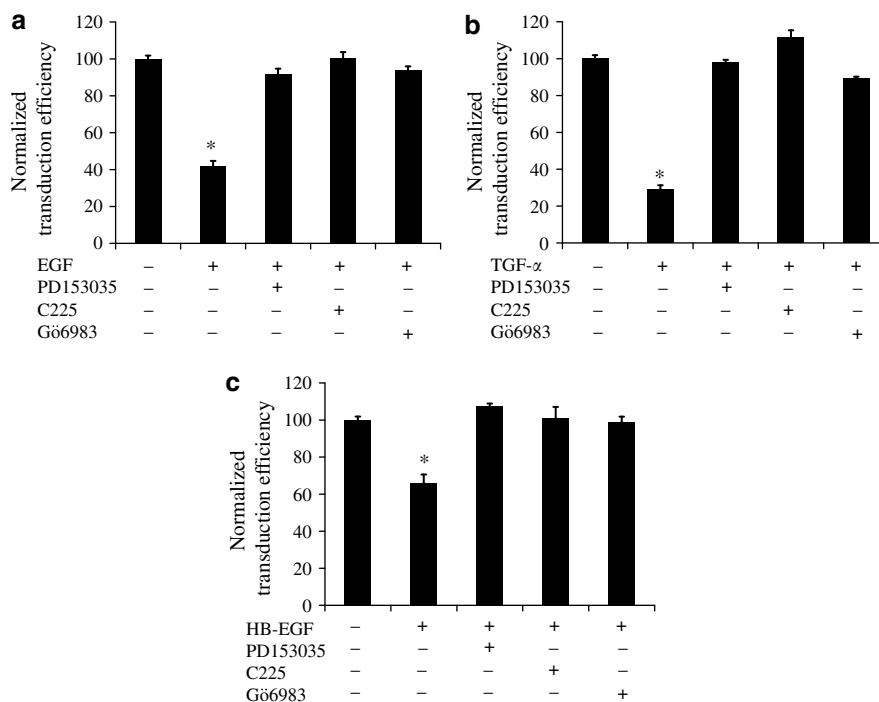 a
Normalized
transduction efficiency
120
100
80
60
40
20
0
*
EGF – + + + +
PD153035 – – + – –
C225 – – – + –
Gö6983 – – – – +
b
Normalized
transduction efficiency
120
100
80
60
40
20
0
*
TGF-α – + + + +
PD153035 – – + – –
C225 – – – + –
Gö6983 – – – – +
c
Normalized
transduction efficiency
120
100
80
60
40
20
0
*
HB-EGF – + + + +
PD153035 – – + – –
C225 – – – + –
Gö6983 – – – – +